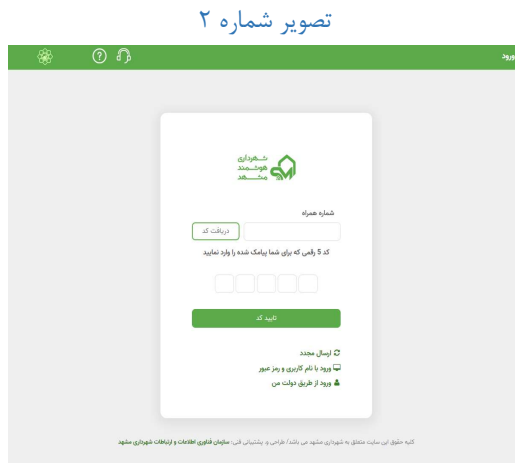 تصویر شماره ۲
ورود
شهرداری
هوشمند
مشهد
شماره همراه
دریافت کد
کد 5 رقمی که برای شما پیامک شده را وارد نمایید
تایید کد
ارسال مجدد
ورود با نام کاربری و رمز عبور
ورود از طریق دولت من
کلیه حقوق این سایت متعلق به شهرداری مشهد می باشد/ طراحی و پشتیبانی فنی: سازمان فناوری اطلاعات و ارتباطات شهرداری مشهد